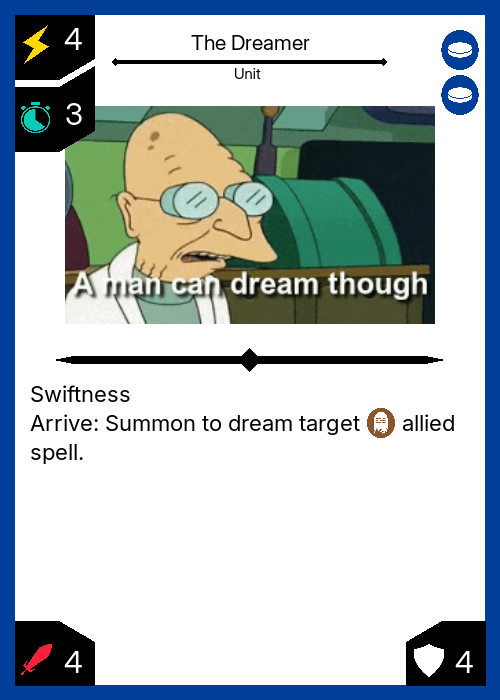 4
The Dreamer
Unit
3
A man can dream though
Swiftness
Arrive: Summon to dream target allied
spell.
4
4